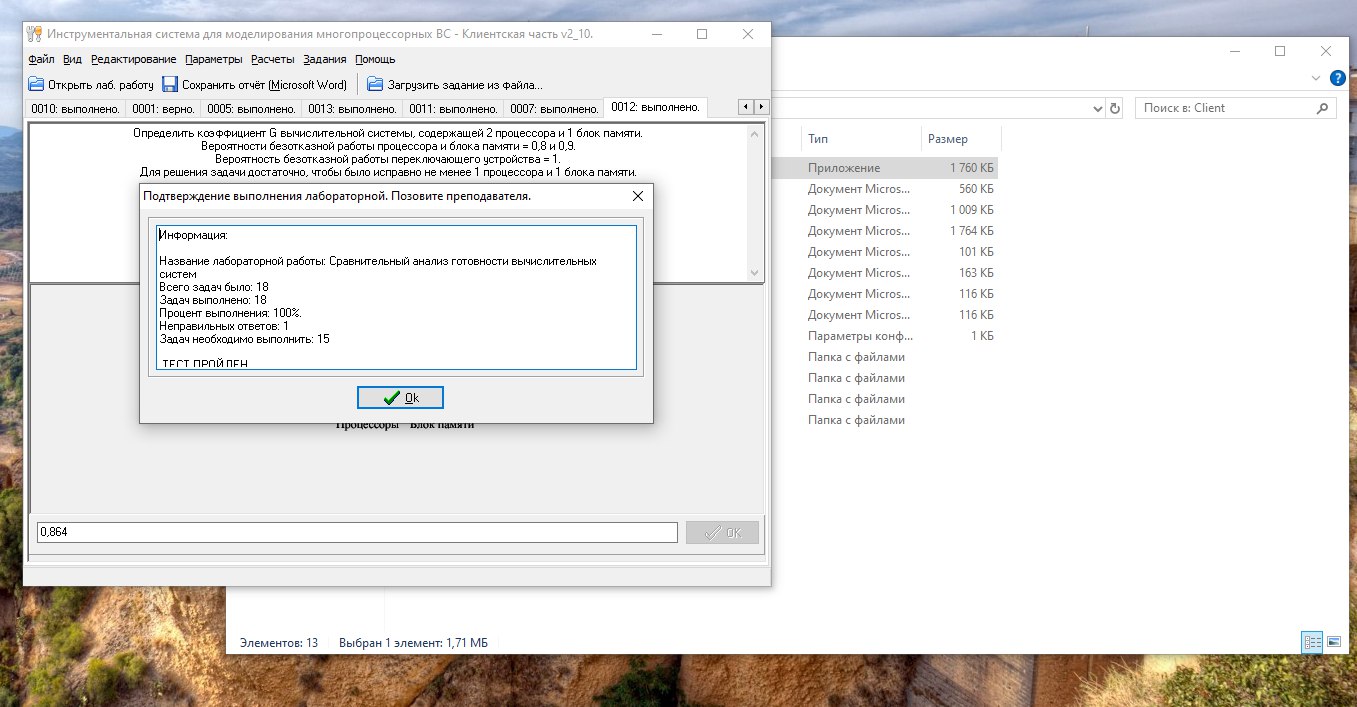 Инструментальная система для моделирования многопроцессорных ВС - Клиентская часть v2_10.
Файл Вид Редактирование Параметры Расчеты Задания Помощь
Открыть лаб. работу Сохранить отчёт (Microsoft Word) Загрузить задание из файла...
0010: выполнено. 0001: верно. 0005: выполнено. 0013: выполнено. 0011: выполнено. 0007: выполнено. 0012: выполнено.
Определить коэффициент G вычислительной системы, содержащей 2 процессора и 1 блок памяти.
Вероятности безотказной работы процессора и блока памяти = 0,8 и 0,9.
Вероятность безотказной работы переключающего устройства = 1.
Для решения задачи достаточно, чтобы было исправно не менее 1 процессора и 1 блока памяти.
Подтверждение выполнения лабораторной. Позовите преподавателя.
Информация:
Название лабораторной работы: Сравнительный анализ готовности вычислительных
систем
Всего задач было: 18
Задач выполнено: 18
Процент выполнения: 100%.
Неправильных ответов: 1
Задач необходимо выполнить: 15
ТЕСТ ПРОЙДЕН
Ok
Процессоры Блок памяти
0,864
OK
Поиск в: Client
Тип Размер
Приложение 1 760 КБ
Документ Micros... 560 КБ
Документ Micros... 1 009 КБ
Документ Micros... 1 764 КБ
Документ Micros... 101 КБ
Документ Micros... 163 КБ
Документ Micros... 116 КБ
Документ Micros... 116 КБ
Параметры конф... 1 КБ
Папка с файлами
Папка с файлами
Папка с файлами
Папка с файлами
Элементов: 13 Выбран 1 элемент: 1,71 МБ